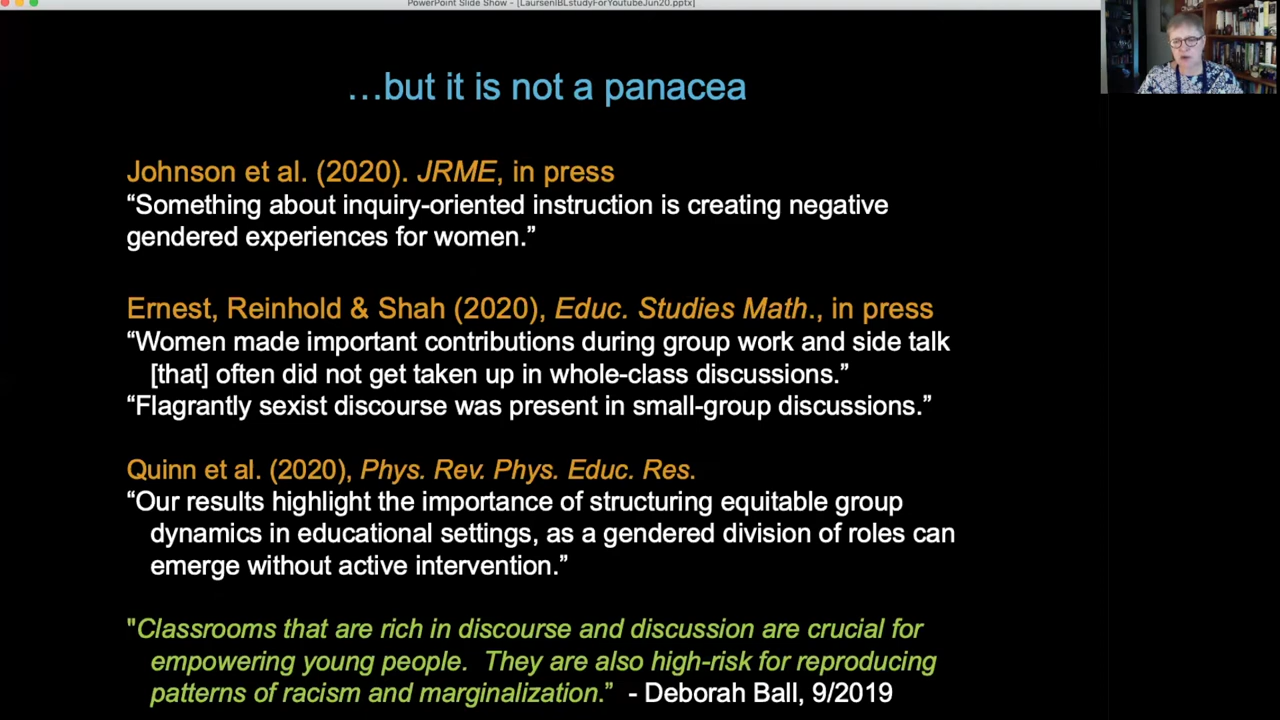 PowerPoint Slide Show - [LaursenIBLstudyForYoutubeJun20.pptx]
…but it is not a panacea
Johnson et al. (2020). JRME, in press
“Something about inquiry-oriented instruction is creating negative
gendered experiences for women.”
Ernest, Reinhold & Shah (2020), Educ. Studies Math., in press
“Women made important contributions during group work and side talk
[that] often did not get taken up in whole-class discussions.”
“Flagrantly sexist discourse was present in small-group discussions.”
Quinn et al. (2020), Phys. Rev. Phys. Educ. Res.
“Our results highlight the importance of structuring equitable group
dynamics in educational settings, as a gendered division of roles can
emerge without active intervention.”
"Classrooms that are rich in discourse and discussion are crucial for
empowering young people. They are also high-risk for reproducing
patterns of racism and marginalization.” - Deborah Ball, 9/2019